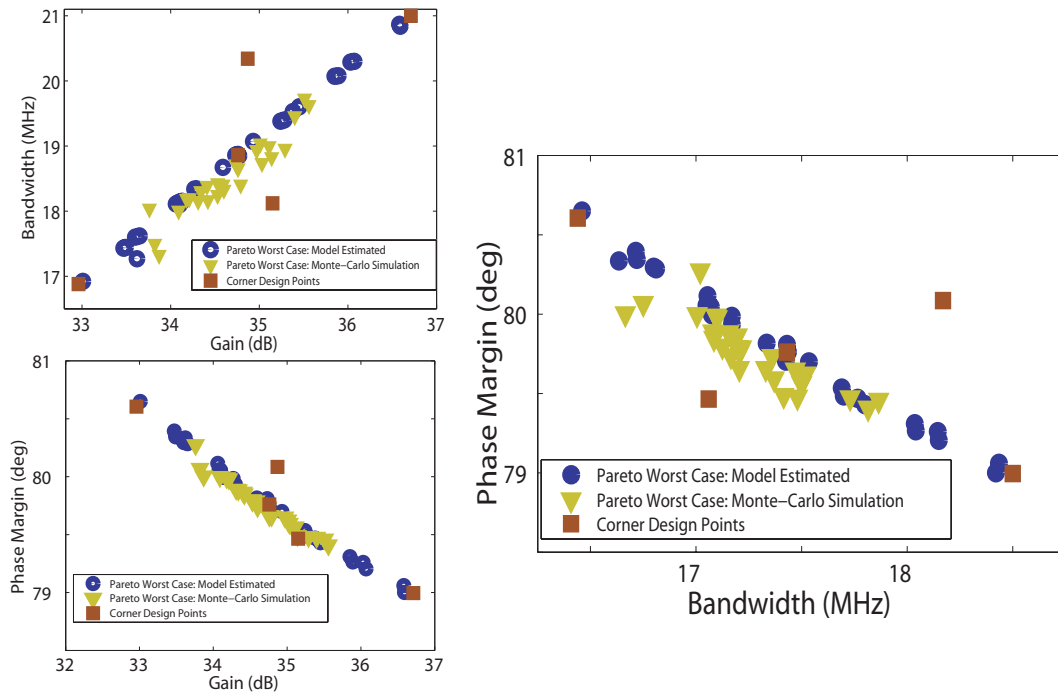 21
20
19
18
17
Bandwidth (MHz)
Pareto Worst Case: Model Estimated
Pareto Worst Case: Monte−Carlo Simulation
Corner Design Points
33
34
35
36
37
Gain (dB)
81
80
79
Phase Margin (deg)
Pareto Worst Case: Model Estimated
Pareto Worst Case: Monte−Carlo Simulation
Corner Design Points
32
33
34
35
36
37
Gain (dB)
81
80
79
Phase Margin (deg)
Pareto Worst Case: Model Estimated
Pareto Worst Case: Monte−Carlo Simulation
Corner Design Points
17
18
Bandwidth (MHz)